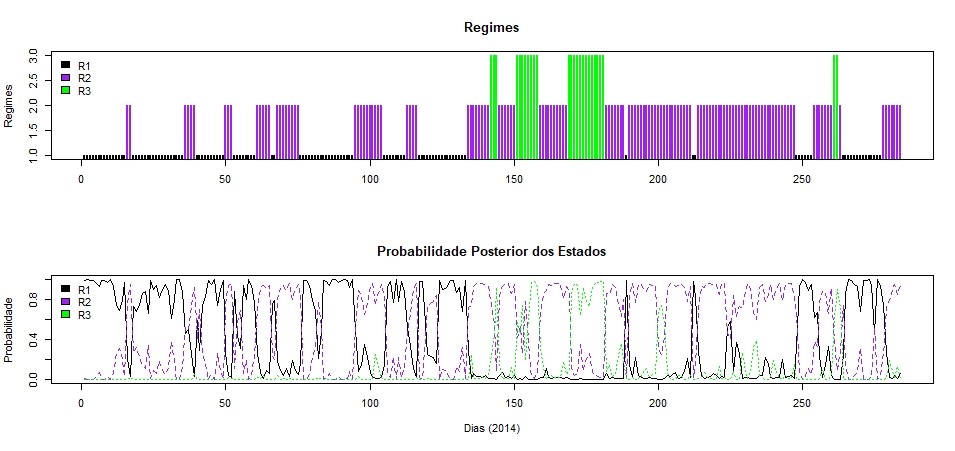 Regimes
Regimes
3.0
2.5
2.0
1.5
1.0
R1
R2
R3
0
50
100
150
200
250
Probabilidade Posterior dos Estados
Probabilidade
0.8
0.4
0.0
R1
R2
R3
0
50
100
150
200
250
Dias (2014)